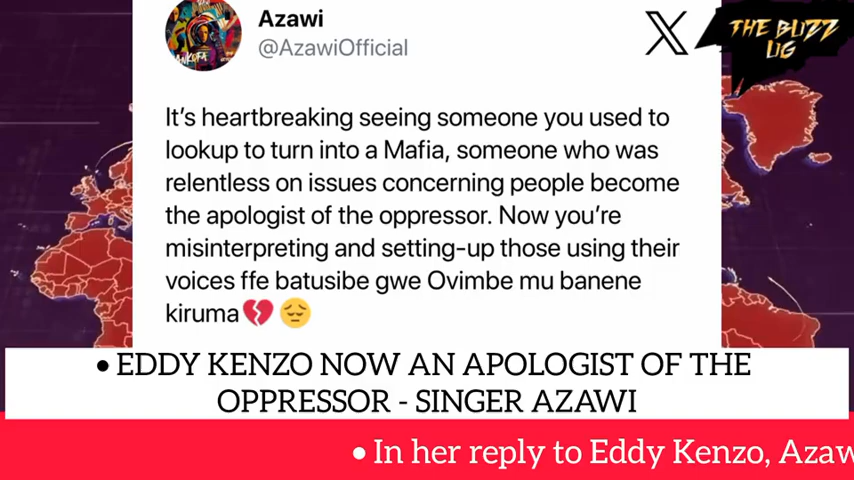 Azawi
@AzawiOfficial
THE BUZZ
UG
ANKOFA
It's heartbreaking seeing someone you used to
lookup to turn into a Mafia, someone who was
relentless on issues concerning people become
the apologist of the oppressor. Now you're
misinterpreting and setting-up those using their
voices ffe batusibe gwe Ovimbe mu banene
kiruma💔😔
• EDDY KENZO NOW AN APOLOGIST OF THE
OPPRESSOR - SINGER AZAWI
• In her reply to Eddy Kenzo, Azaw